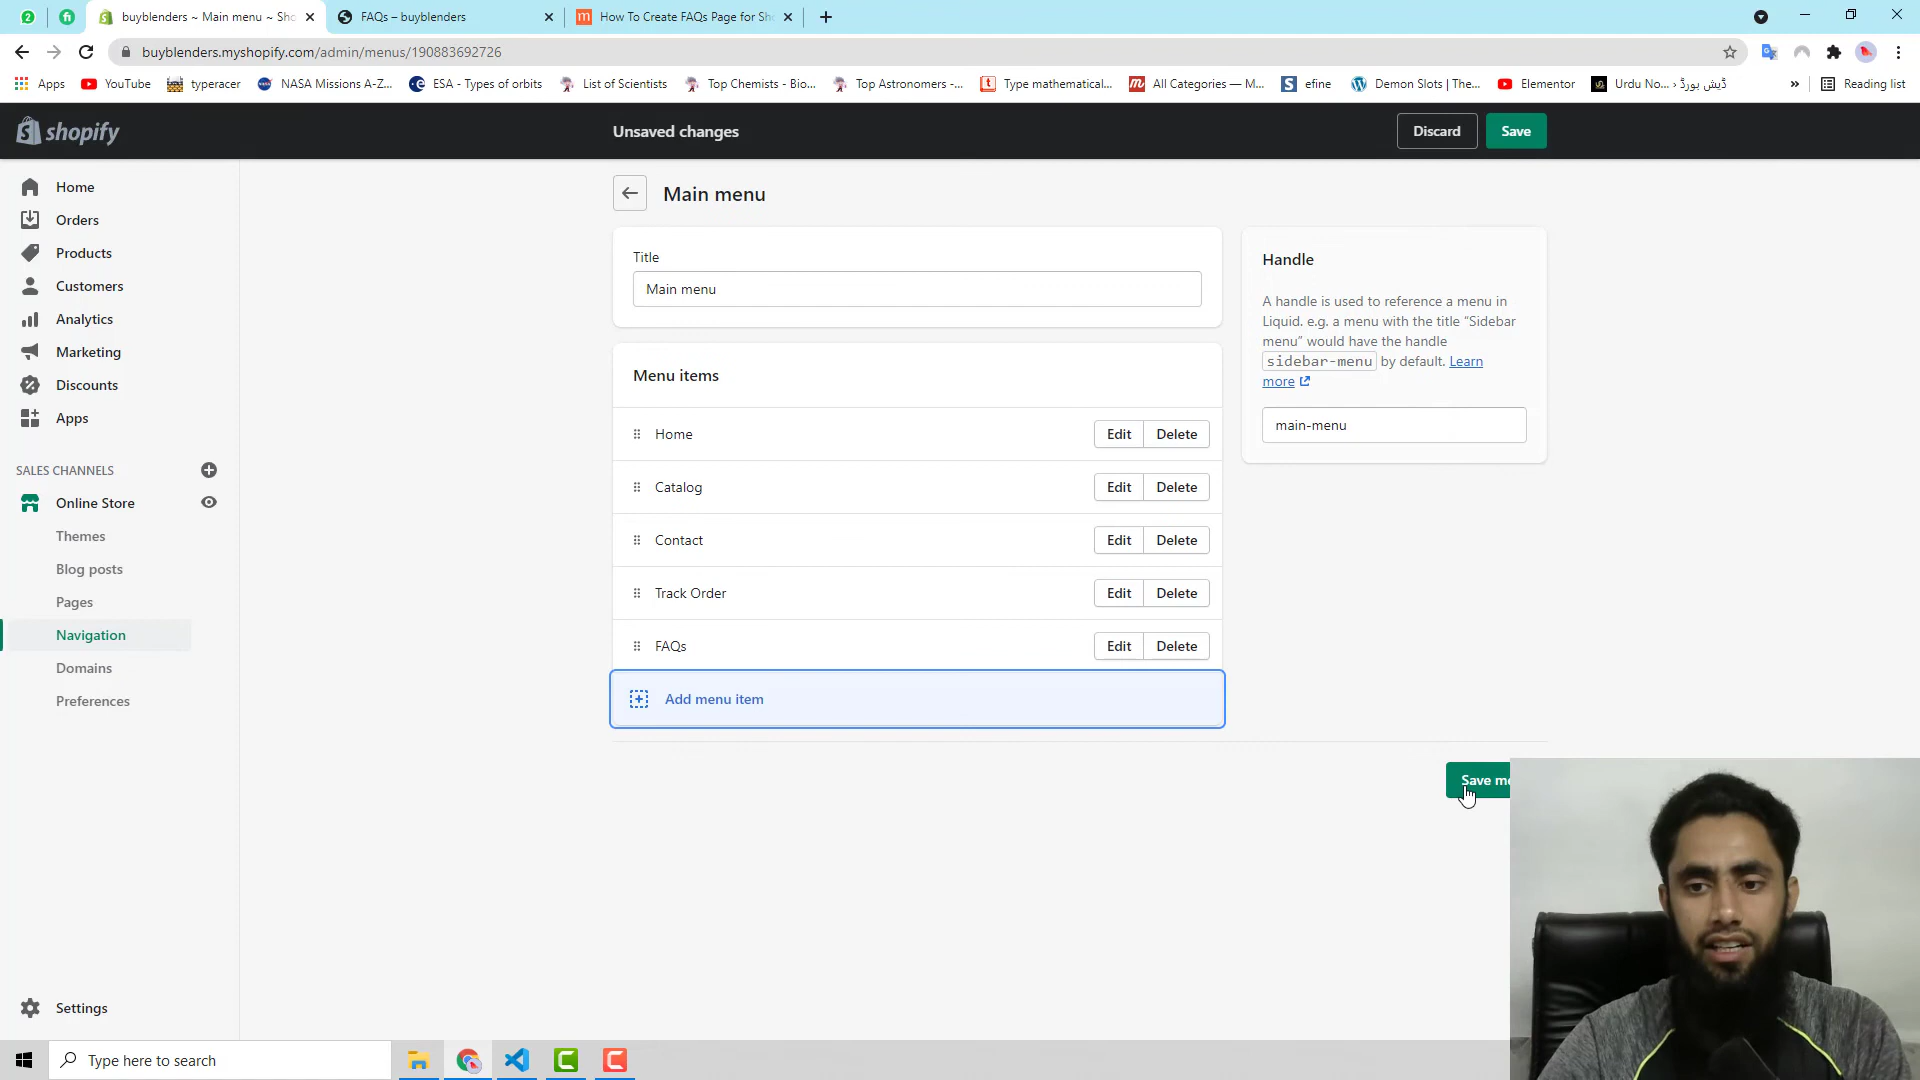 2
buyblenders ~ Main menu ~ Sho
FAQs – buyblenders
How To Create FAQs Page for Sh
buyblenders.myshopify.com/admin/menus/190883692726
Apps
YouTube
typeracer
NASA Missions A-Z...
ESA - Types of orbits
List of Scientists
Top Chemists - Bio...
Top Astronomers -...
Type mathematical...
All Categories — M...
efine
Demon Slots | The...
Elementor
Urdu No... ‹ ڈیش بورڈ
»
Reading list
shopify
Unsaved changes
Discard
Save
Home
Orders
Products
Customers
Analytics
Marketing
Discounts
Apps
SALES CHANNELS
Online Store
Themes
Blog posts
Pages
Navigation
Domains
Preferences
Settings
Main menu
Title
Main menu
Menu items
Home Edit Delete
Catalog Edit Delete
Contact Edit Delete
Track Order Edit Delete
FAQs Edit Delete
Add menu item
Handle
A handle is used to reference a menu in
Liquid. e.g. a menu with the title “Sidebar
menu” would have the handle
sidebar-menu by default. Learn
more
main-menu
Save me
Type here to search